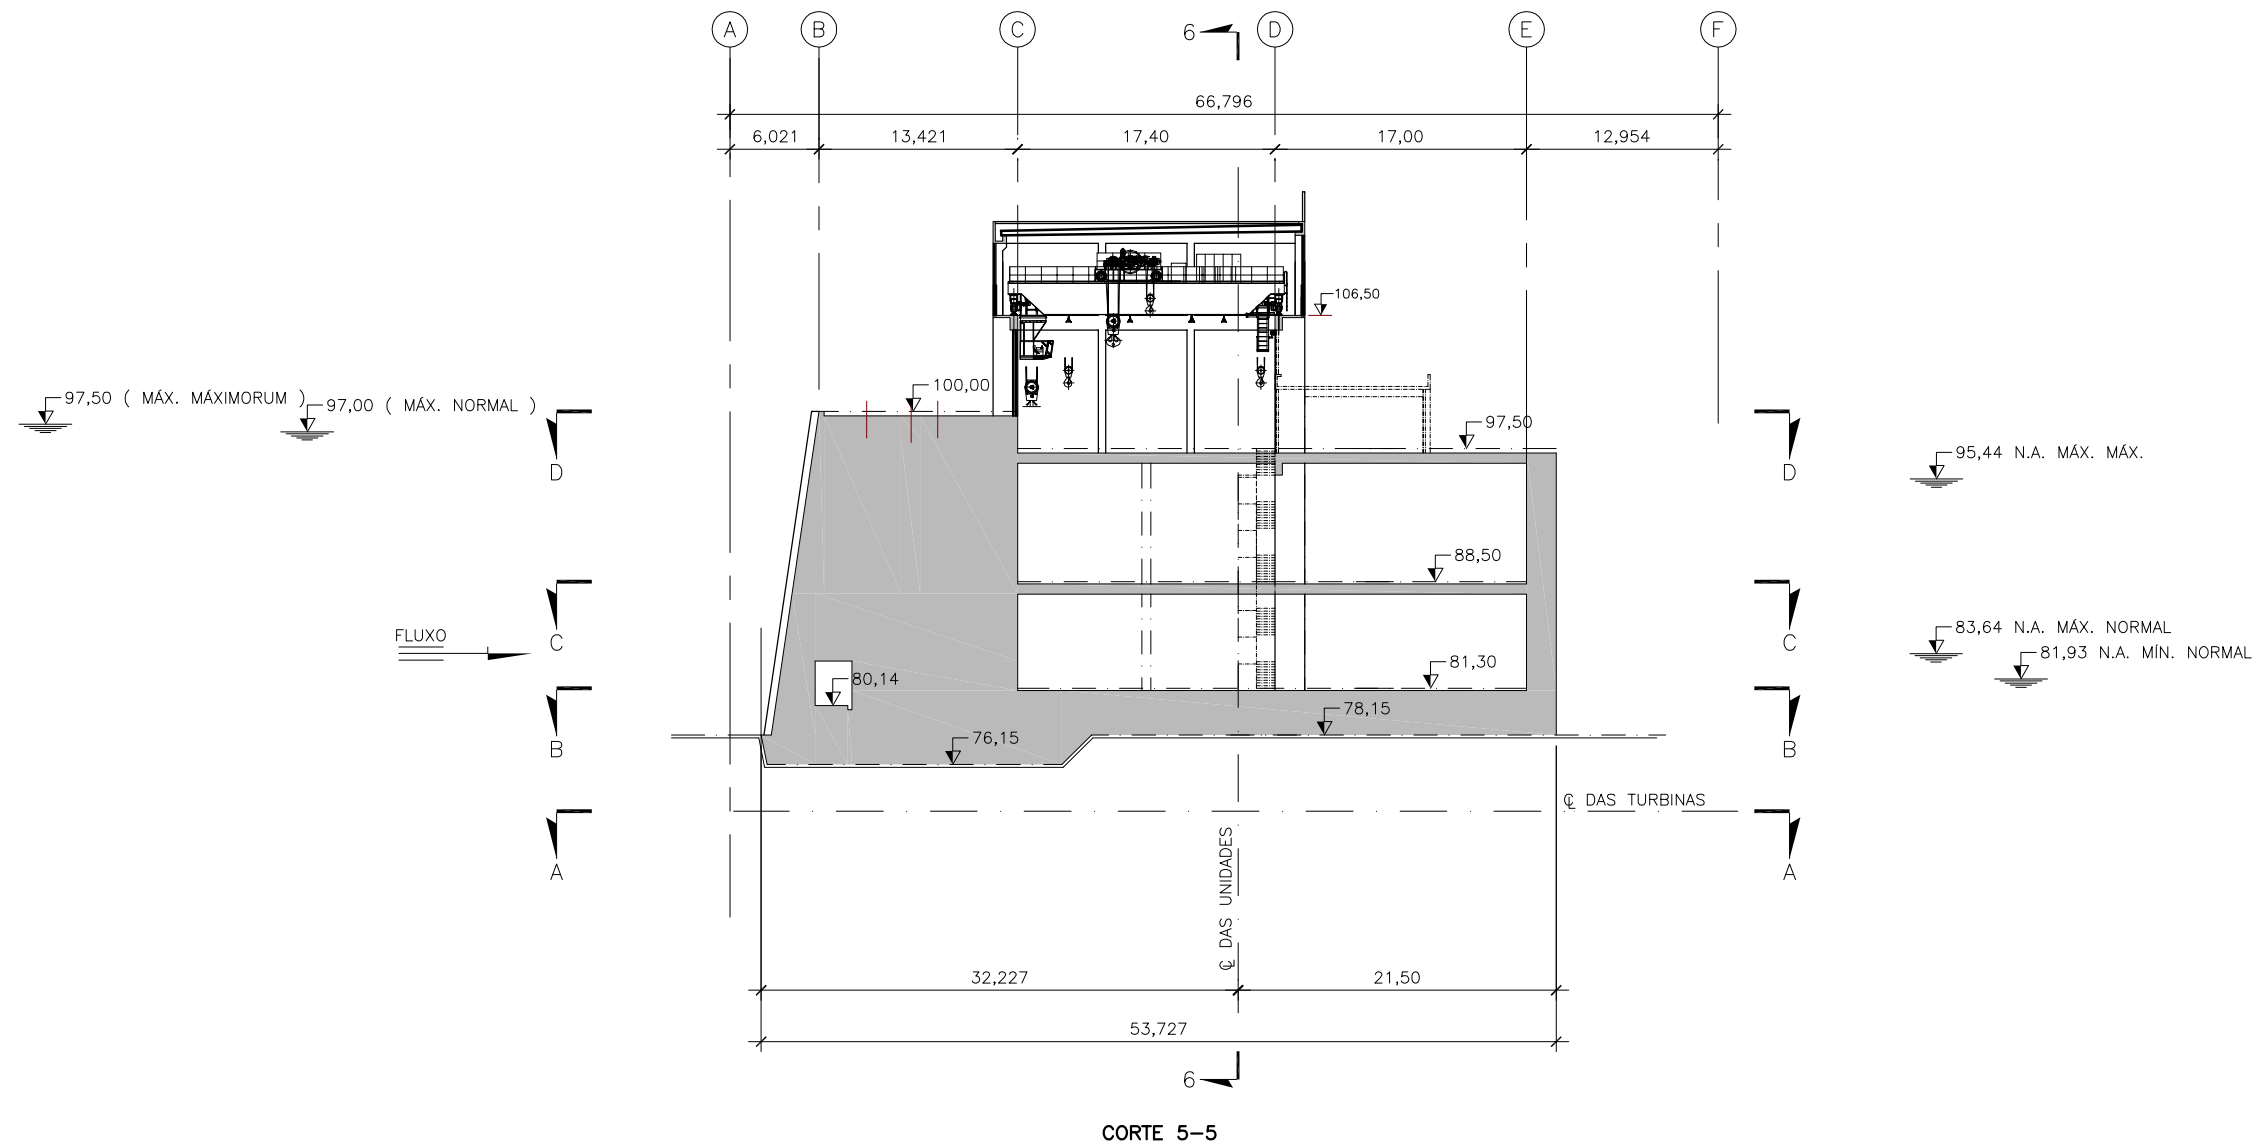 A B C 6 D E F
66,796
6,021 13,421 17,40 17,00 12,954
106,50
97,50 ( MÁX. MÁXIMORUM )
97,00 ( MÁX. NORMAL )
100,00
97,50
D
D
95,44 N.A. MÁX. MÁX.
88,50
FLUXO
C
C
83,64 N.A. MÁX. NORMAL
81,93 N.A. MÍN. NORMAL
80,14
81,30
78,15
76,15
B
B
℄ DAS TURBINAS
A
A
℄ DAS UNIDADES
32,227 21,50
53,727
6
CORTE 5-5